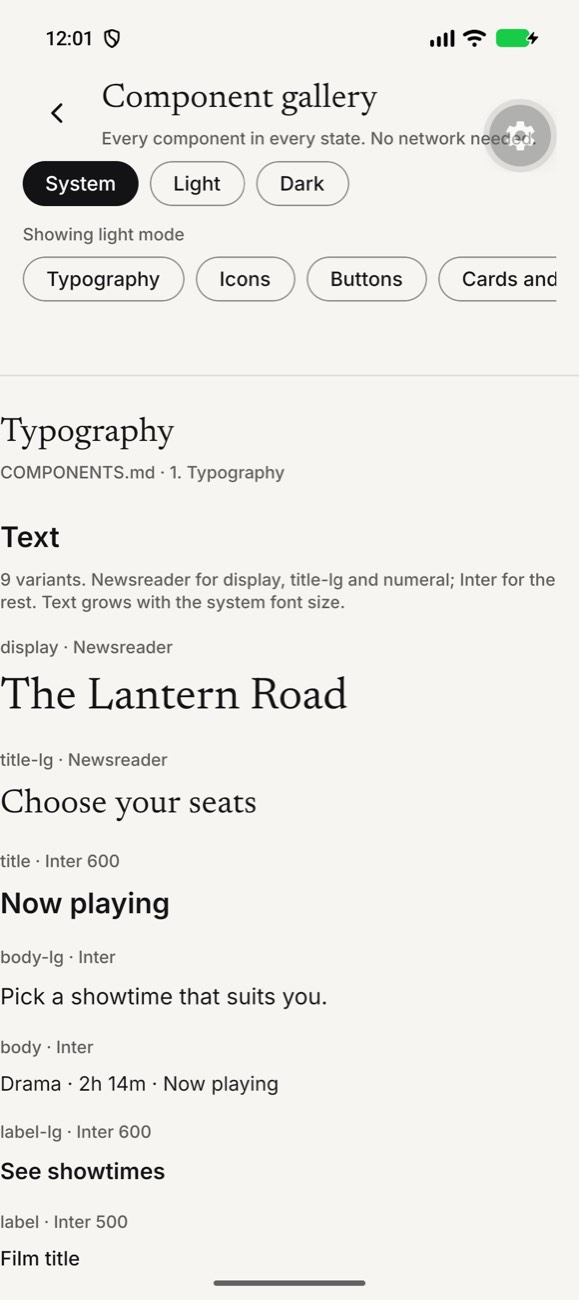 12:01
Component gallery
Every component in every state. No network needed.
System
Light
Dark
Showing light mode
Typography
Icons
Buttons
Cards and
Typography
COMPONENTS.md · 1. Typography
Text
9 variants. Newsreader for display, title-lg and numeral; Inter for the
rest. Text grows with the system font size.
display · Newsreader
The Lantern Road
title-lg · Newsreader
Choose your seats
title · Inter 600
Now playing
body-lg · Inter
Pick a showtime that suits you.
body · Inter
Drama · 2h 14m · Now playing
label-lg · Inter 600
See showtimes
label · Inter 500
Film title